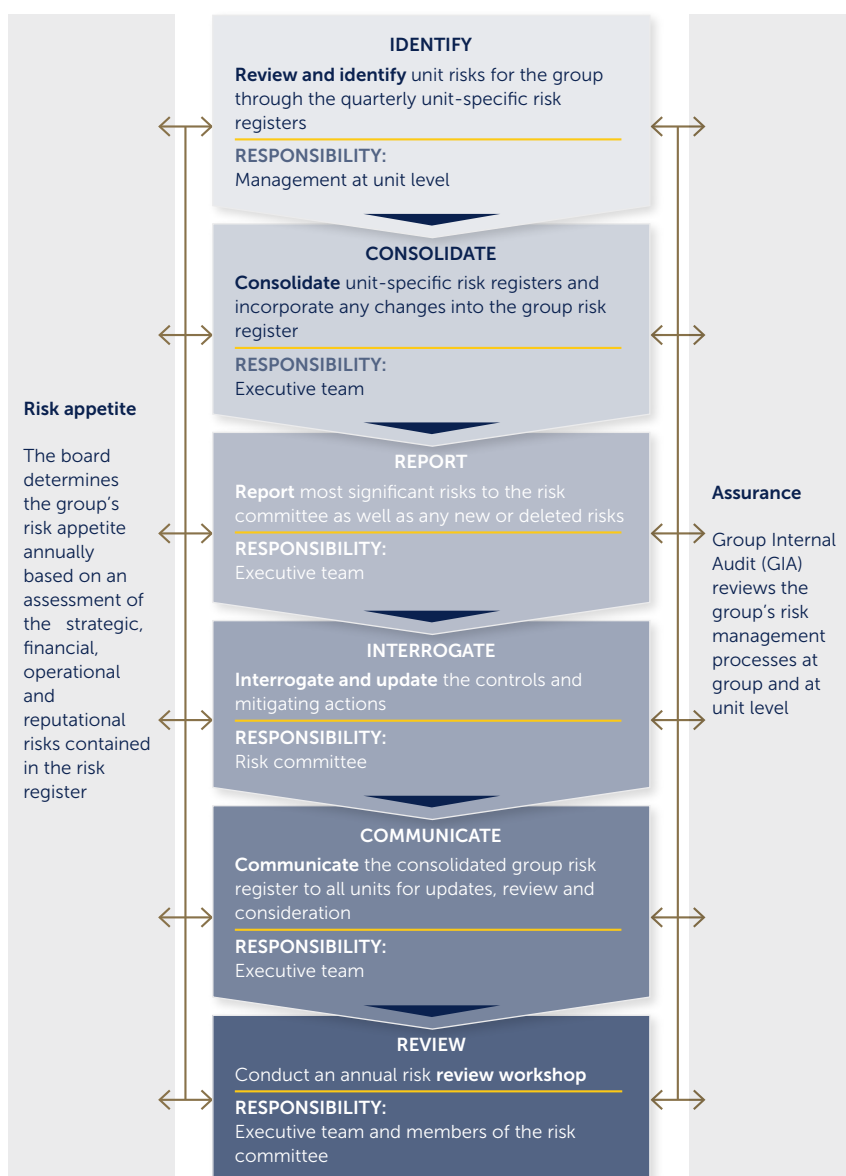 IDENTIFY
Review and identify unit risks for the group
through the quarterly unit-specific risk
registers
RESPONSIBILITY:
Management at unit level
CONSOLIDATE
Consolidate unit-specific risk registers and
incorporate any changes into the group risk
register
RESPONSIBILITY:
Executive team
REPORT
Report most significant risks to the risk
committee as well as any new or deleted risks
RESPONSIBILITY:
Executive team
INTERROGATE
Interrogate and update the controls and
mitigating actions
RESPONSIBILITY:
Risk committee
COMMUNICATE
Communicate the consolidated group risk
register to all units for updates, review and
consideration
RESPONSIBILITY:
Executive team
REVIEW
Conduct an annual risk review workshop
RESPONSIBILITY:
Executive team and members of the risk
committee
Risk appetite
The board
determines
the group's
risk appetite
annually
based on an
assessment of
the strategic,
financial,
operational
and
reputational
risks contained
in the risk
register
Assurance
Group Internal
Audit (GIA)
reviews the
group's risk
management
processes at
group and at
unit level